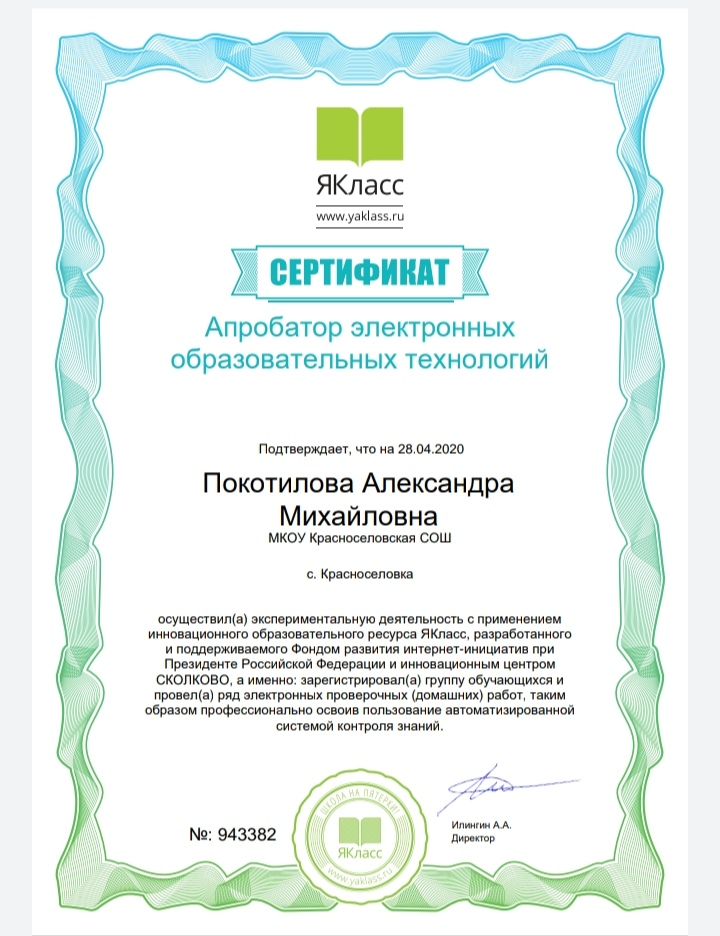 ЯКласс
www.yaklass.ru
СЕРТИФИКАТ
Апробатор электронных
образовательных технологий
Подтверждает, что на 28.04.2020
Покотилова Александра
Михайловна
МКОУ Красноселовская СОШ
с. Красноселовка
осуществил(а) экспериментальную деятельность с применением
инновационного образовательного ресурса ЯКласс, разработанного
и поддерживаемого Фондом развития интернет-инициатив при
Президенте Российской Федерации и инновационным центром
СКОЛКОВО, а именно: зарегистрировал(а) группу обучающихся и
провел(а) ряд электронных проверочных (домашних) работ, таким
образом профессионально освоив пользование автоматизированной
системой контроля знаний.
№: 943382
ШКОЛА НА ПЯТЕРКИ!
ЯКласс
www.yaklass.ru
Илингин А.А.
Директор